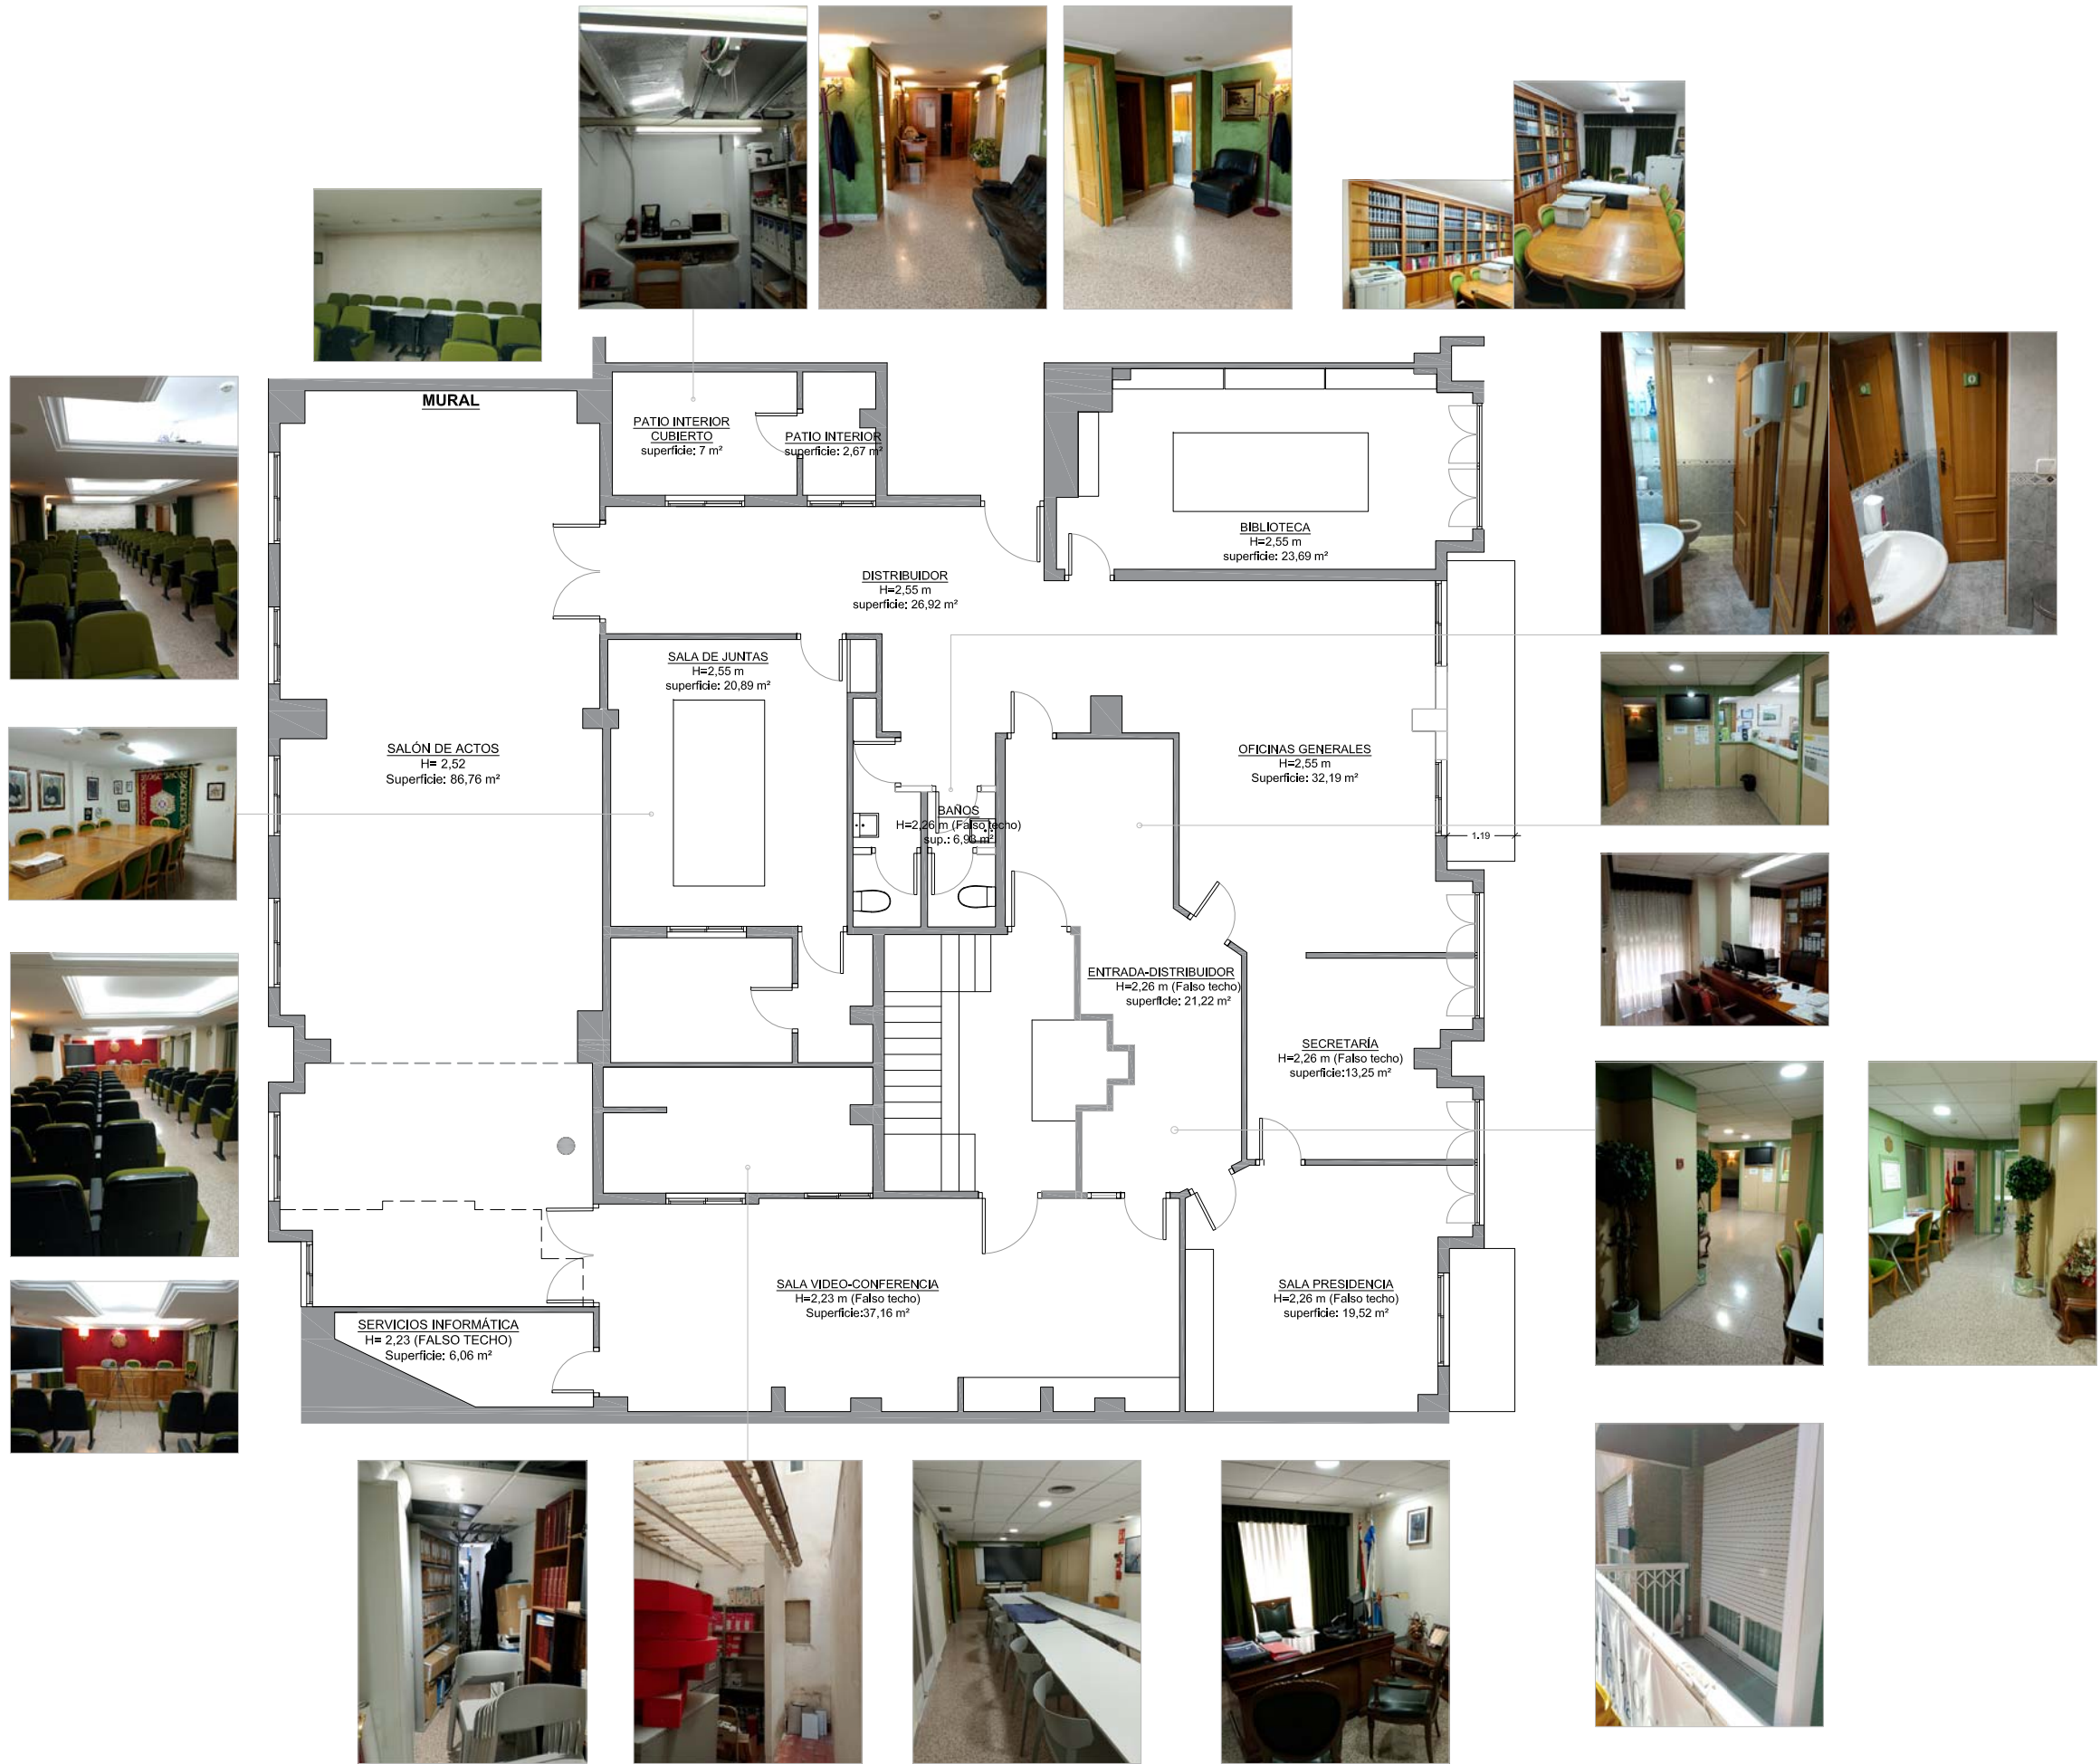 MURAL
PATIO INTERIOR
CUBIERTO
superficie: 7 m²
PATIO INTERIOR
superficie: 2,67 m²
BIBLIOTECA
H=2,55 m
superficie: 23,69 m²
DISTRIBUIDOR
H=2,55 m
superficie: 26,92 m²
SALA DE JUNTAS
H=2,55 m
superficie: 20,89 m²
SALÓN DE ACTOS
H= 2,52
Superficie: 86,76 m²
OFICINAS GENERALES
H=2,55 m
Superficie: 32,19 m²
BAÑOS
H=2,26 m (Falso techo)
sup.: 6,93 m²
1.19
ENTRADA-DISTRIBUIDOR
H=2,26 m (Falso techo)
superficie: 21,22 m²
SECRETARÍA
H=2,26 m (Falso techo)
superficie:13,25 m²
SALA VIDEO-CONFERENCIA
H=2,23 m (Falso techo)
Superficie:37,16 m²
SALA PRESIDENCIA
H=2,26 m (Falso techo)
superficie: 19,52 m²
SERVICIOS INFORMÁTICA
H= 2,23 (FALSO TECHO)
Superficie: 6,06 m²